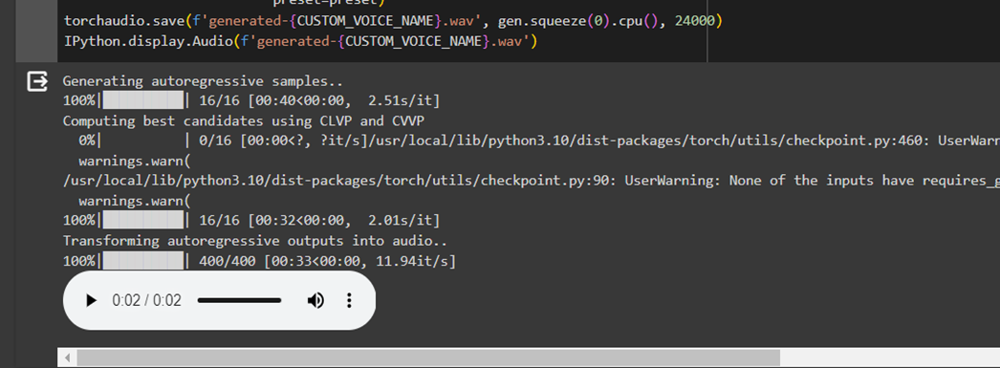 preset=preset)
torchaudio.save(f'generated-{CUSTOM_VOICE_NAME}.wav', gen.squeeze(0).cpu(), 24000)
IPython.display.Audio(f'generated-{CUSTOM_VOICE_NAME}.wav')
Generating autoregressive samples..
100%|██████████| 16/16 [00:40<00:00,  2.51s/it]
Computing best candidates using CLVP and CVVP
  0%|          | 0/16 [00:00<?, ?it/s]/usr/local/lib/python3.10/dist-packages/torch/utils/checkpoint.py:460: UserWarn
  warnings.warn(
/usr/local/lib/python3.10/dist-packages/torch/utils/checkpoint.py:90: UserWarning: None of the inputs have requires_g
  warnings.warn(
100%|██████████| 16/16 [00:32<00:00,  2.01s/it]
Transforming autoregressive outputs into audio..
100%|██████████| 400/400 [00:33<00:00, 11.94it/s]
0:02 / 0:02